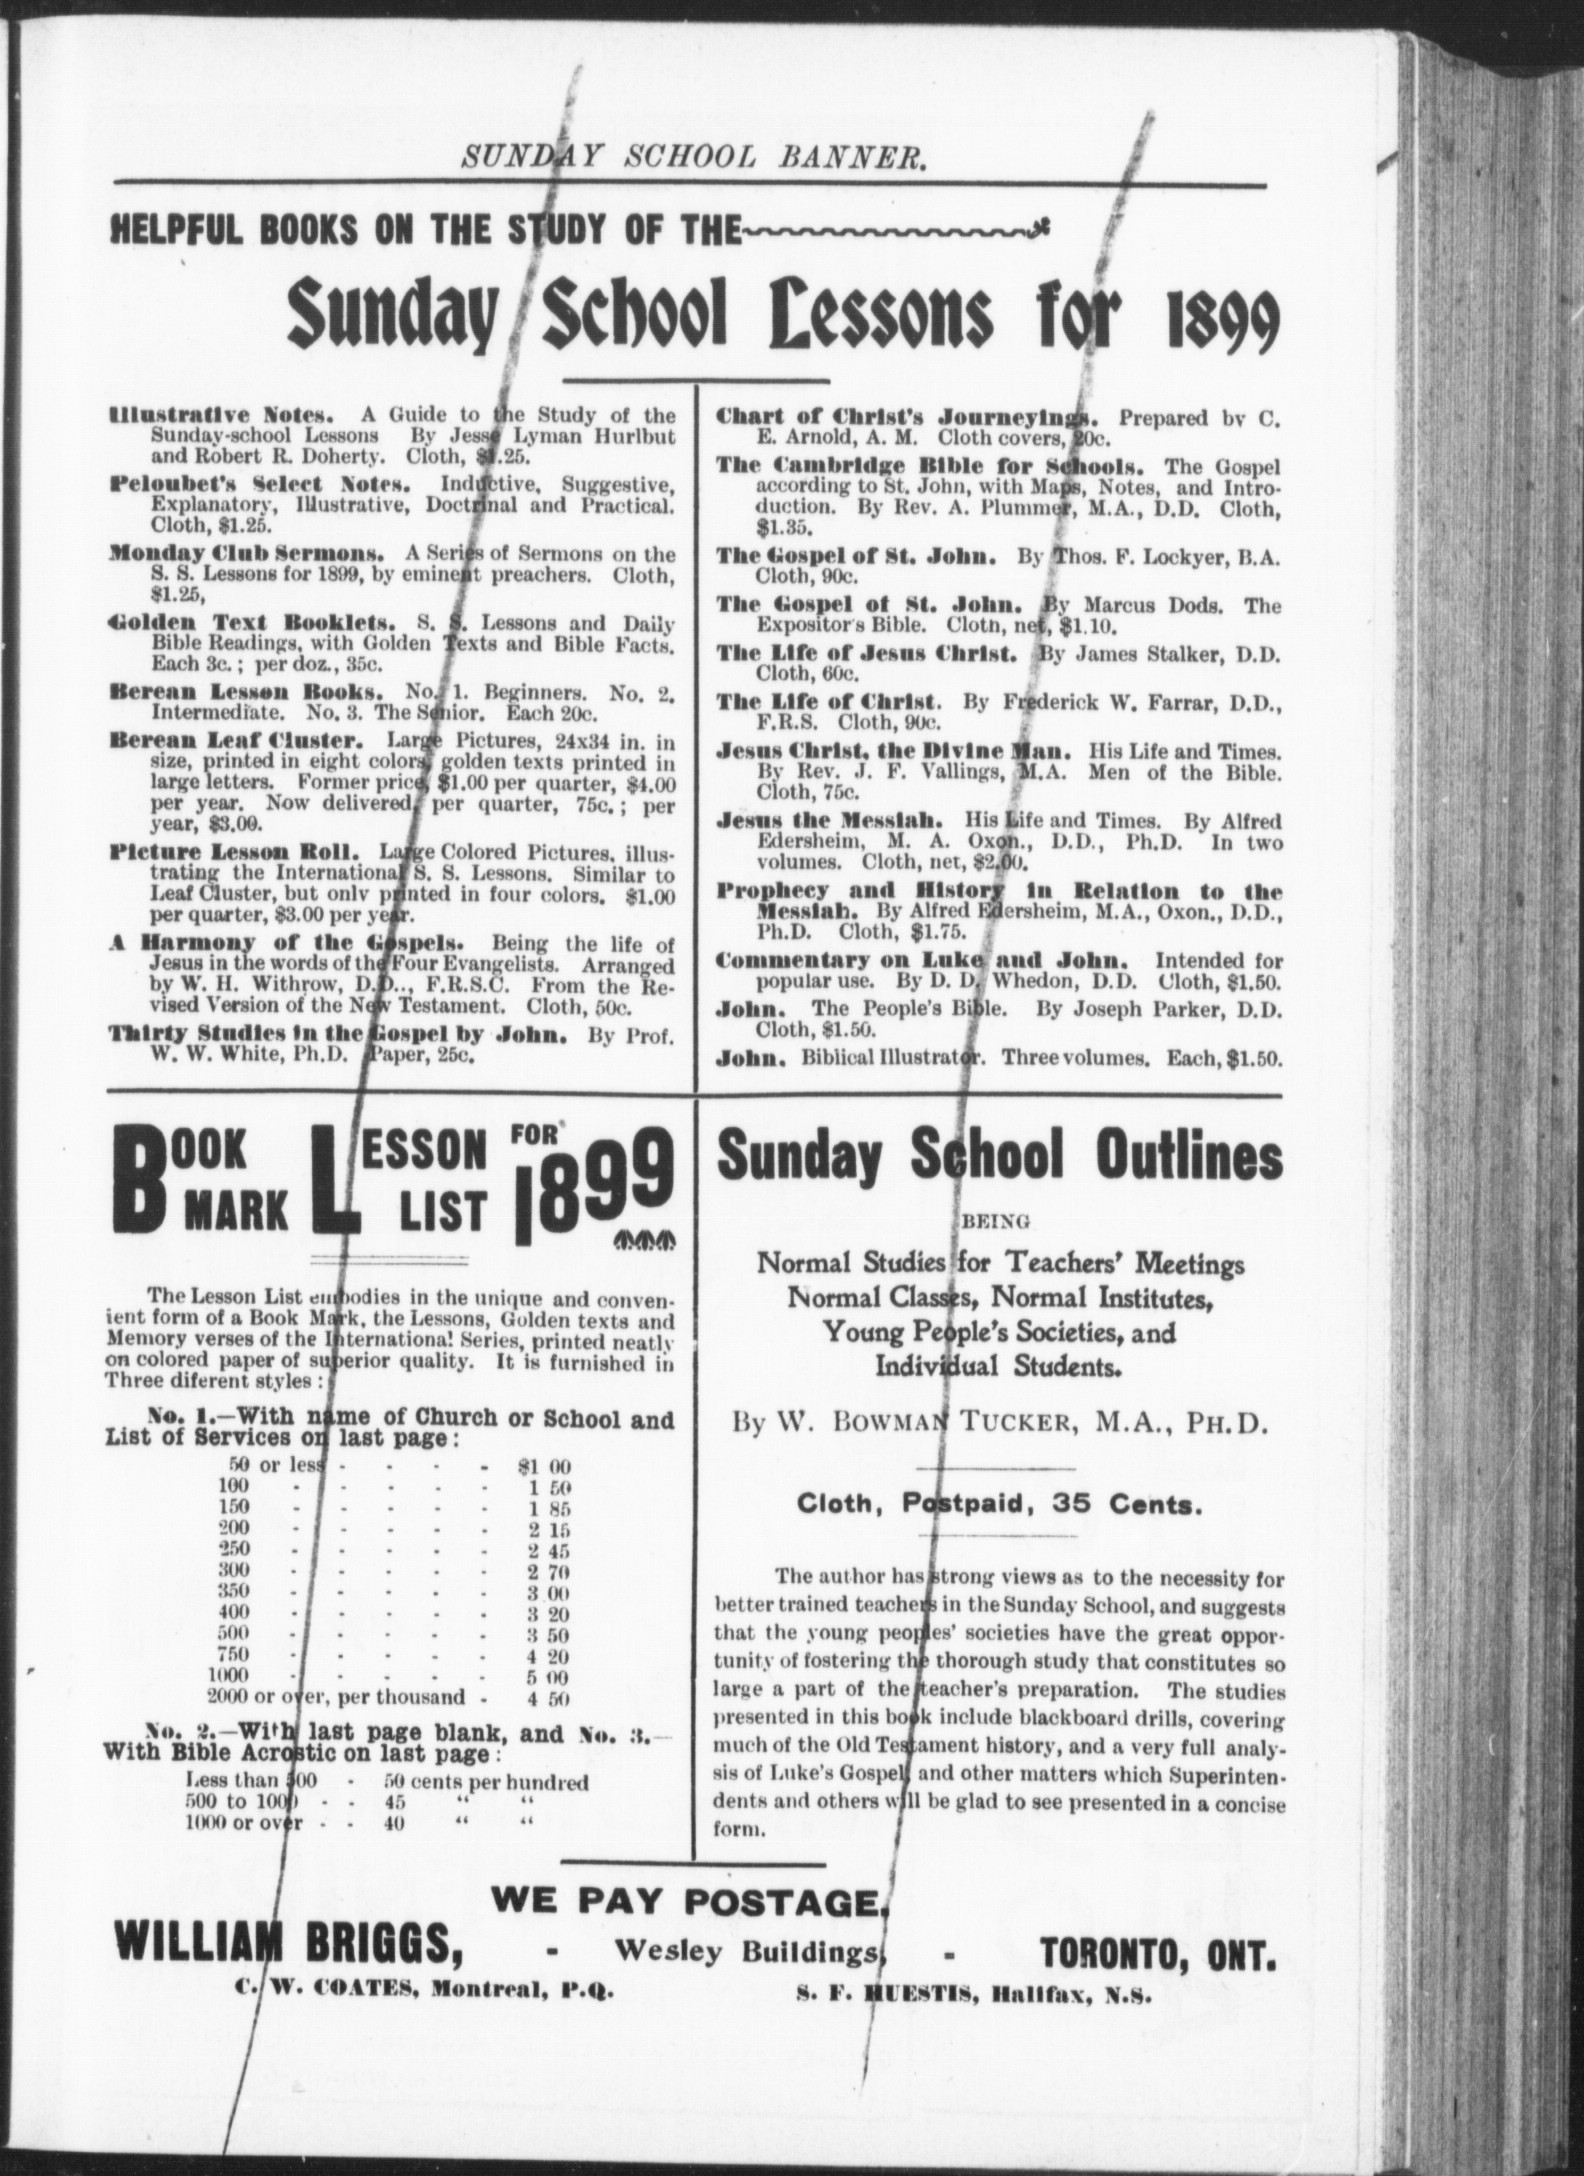 SUNDAY SCHOOL BANNER.
HELPFUL BOOKS ON THE STUDY OF THE
Sunday School Lessons for 1899
Illustrative Notes. A Guide to the Study of the
Sunday-school Lessons By Jesse Lyman Hurlbut
and Robert R. Doherty. Cloth, $1.25.
Peloubet's Select Notes. Inductive, Suggestive,
Explanatory, Illustrative, Doctrinal and Practical.
Cloth, $1.25.
Monday Club Sermons. A Series of Sermons on the
S. S. Lessons for 1899, by eminent preachers. Cloth,
$1.25,
Golden Text Booklets. S. S. Lessons and Daily
Bible Readings, with Golden Texts and Bible Facts.
Each 3c.; per doz., 35c.
Berean Lesson Books. No. 1. Beginners. No. 2.
Intermediate. No. 3. The Senior. Each 20c.
Berean Leaf Cluster. Large Pictures, 24x34 in. in
size, printed in eight colors, golden texts printed in
large letters. Former price, $1.00 per quarter, $4.00
per year. Now delivered, per quarter, 75c.; per
year, $3.00.
Picture Lesson Roll. Large Colored Pictures, illus-
trating the International S. S. Lessons. Similar to
Leaf Cluster, but only printed in four colors. $1.00
per quarter, $3.00 per year.
A Harmony of the Gospels. Being the life of
Jesus in the words of the Four Evangelists. Arranged
by W. H. Withrow, D.D.., F.R.S.C. From the Re-
vised Version of the New Testament. Cloth, 50c.
Thirty Studies in the Gospel by John. By Prof.
W. W. White, Ph.D. Paper, 25c.
Chart of Christ's Journeyings. Prepared by C.
E. Arnold, A. M. Cloth covers, 20c.
The Cambridge Bible for Schools. The Gospel
according to St. John, with Maps, Notes, and Intro-
duction. By Rev. A. Plummer, M.A., D.D. Cloth,
$1.35.
The Gospel of St. John. By Thos. F. Lockyer, B.A.
Cloth, 90c.
The Gospel of St. John. By Marcus Dods. The
Expositor's Bible. Cloth, net, $1.10.
The Life of Jesus Christ. By James Stalker, D.D.
Cloth, 60c.
The Life of Christ. By Frederick W. Farrar, D.D.,
F.R.S. Cloth, 90c.
Jesus Christ, the Divine Man. His Life and Times.
By Rev. J. F. Vallings, M.A. Men of the Bible.
Cloth, 75c.
Jesus the Messiah. His Life and Times. By Alfred
Edersheim, M. A. Oxon., D.D., Ph.D. In two
volumes. Cloth, net, $2.00.
Prophecy and History in Relation to the
Messiah. By Alfred Edersheim, M.A., Oxon., D.D.,
Ph.D. Cloth, $1.75.
Commentary on Luke and John. Intended for
popular use. By D. D. Whedon, D.D. Cloth, $1.50.
John. The People's Bible. By Joseph Parker, D.D.
Cloth, $1.50.
John. Biblical Illustrator. Three volumes. Each, $1.50.
BOOK MARK LESSON LIST FOR 1899
The Lesson List embodies in the unique and conven-
ient form of a Book Mark, the Lessons, Golden texts and
Memory verses of the International Series, printed neatly
on colored paper of superior quality. It is furnished in
Three diferent styles:
No. 1.—With name of Church or School and
List of Services on last page:
50 or less - - - - $1 00
100 - - - - - 1 50
150 - - - - - 1 85
200 - - - - - 2 15
250 - - - - - 2 45
300 - - - - - 2 70
350 - - - - - 3 00
400 - - - - - 3 20
500 - - - - - 3 50
750 - - - - - 4 20
1000 - - - - - 5 00
2000 or over, per thousand - 4 50
No. 2.—With last page blank, and No. 3.—
With Bible Acrostic on last page:
Less than 500 - 50 cents per hundred
500 to 1000 - - 45 " "
1000 or over - - 40 " "
Sunday School Outlines
BEING
Normal Studies for Teachers' Meetings
Normal Classes, Normal Institutes,
Young People's Societies, and
Individual Students.
By W. BOWMAN TUCKER, M.A., PH.D.
Cloth, Postpaid, 35 Cents.
The author has strong views as to the necessity for
better trained teachers in the Sunday School, and suggests
that the young peoples' societies have the great oppor-
tunity of fostering the thorough study that constitutes so
large a part of the teacher's preparation. The studies
presented in this book include blackboard drills, covering
much of the Old Testament history, and a very full analy-
sis of Luke's Gospel, and other matters which Superinten-
dents and others will be glad to see presented in a concise
form.
WE PAY POSTAGE.
WILLIAM BRIGGS, - Wesley Buildings, - TORONTO, ONT.
C. W. COATES, Montreal, P.Q. S. F. HUESTIS, Halifax, N.S.